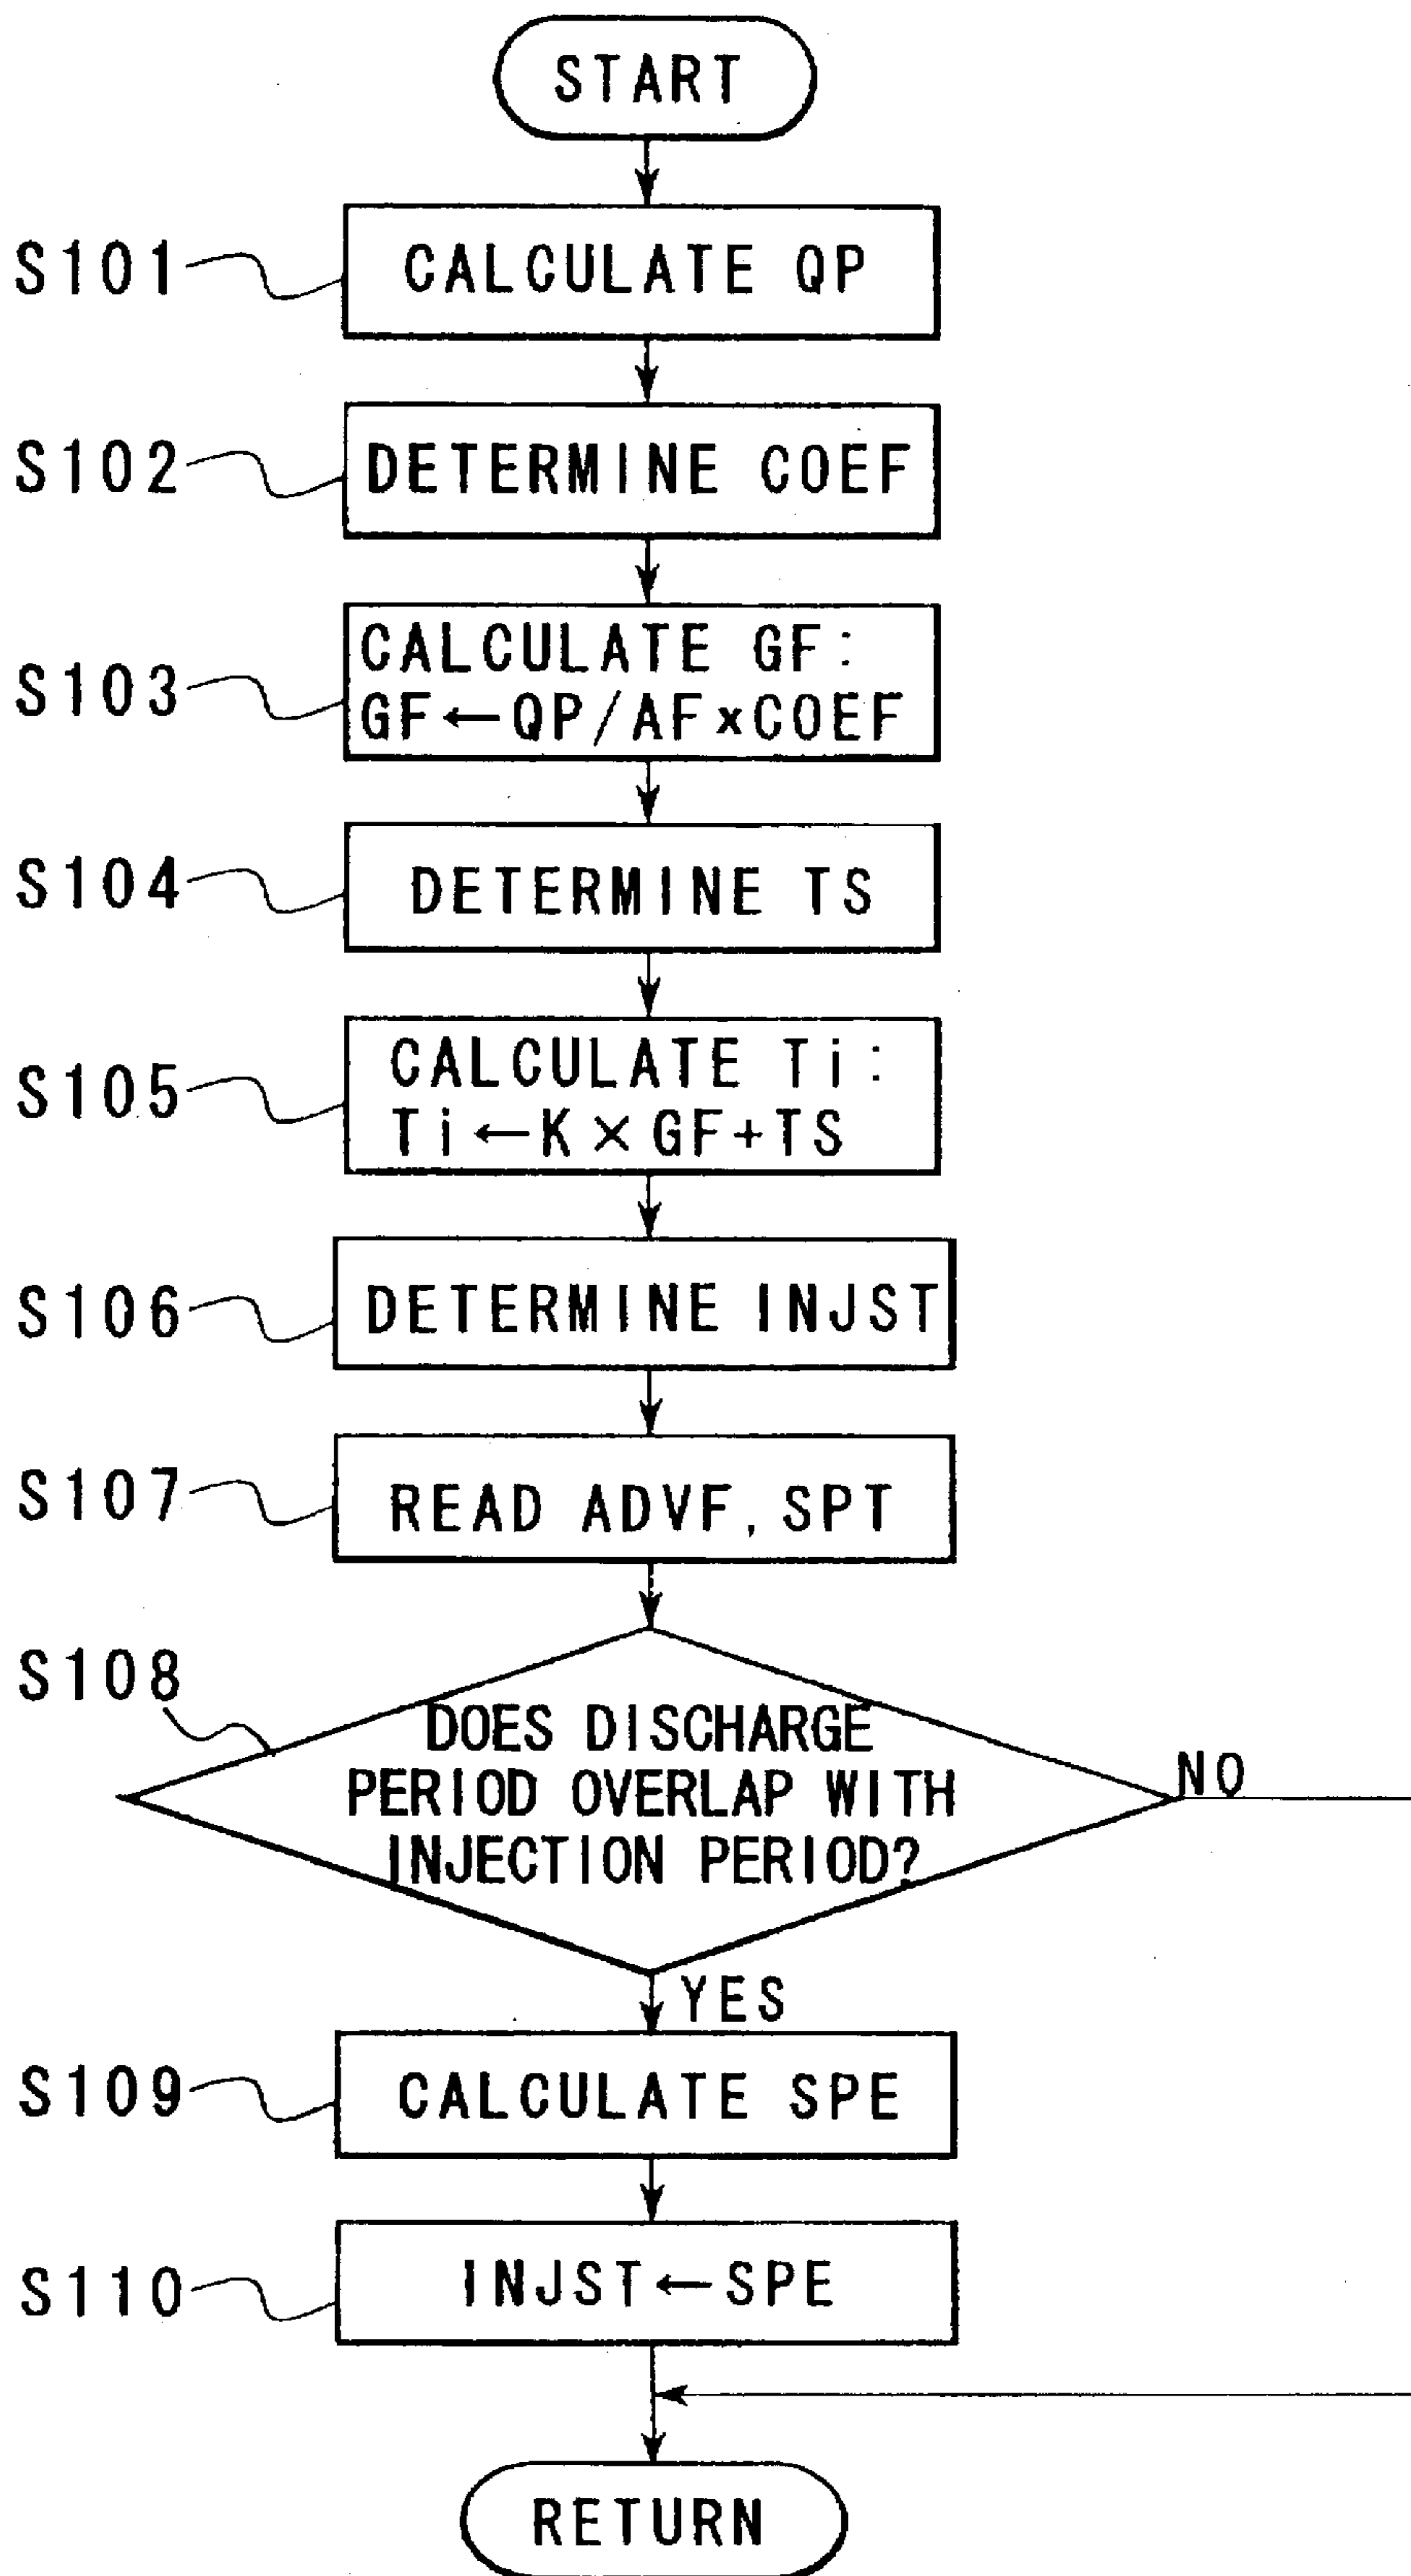 START
S101
CALCULATE QP
S102
DETERMINE COEF
S103
CALCULATE GF:
GF←QP/AF×COEF
S104
DETERMINE TS
S105
CALCULATE Ti:
Ti←K×GF+TS
S106
DETERMINE INJST
S107
READ ADVF, SPT
S108
DOES DISCHARGE
PERIOD OVERLAP WITH
INJECTION PERIOD?
NO
YES
S109
CALCULATE SPE
S110
INJST←SPE
RETURN